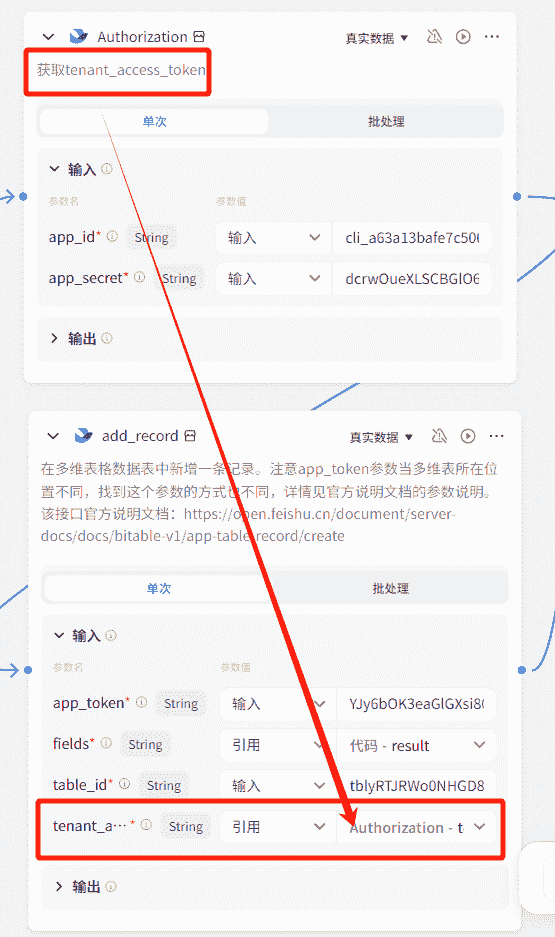 Authorization 真实数据
获取tenant_access_token
单次 批处理
输入
参数名 参数值
app_id* String 输入 cli_a63a13bafe7c50
app_secret* String 输入 dcrwOueXLSCBGlO6
输出
add_record 真实数据
在多维表格数据表中新增一条记录。注意app_token参数当多维表所在位
置不同，找到这个参数的方式也不同，详情见官方说明文档的参数说明。
该接口官方说明文档：https://open.feishu.cn/document/server-
docs/docs/bitable-v1/app-table-record/create
单次 批处理
输入
参数名 参数值
app_token* String 输入 YJy6bOK3eaGlGXsi8
fields* String 引用 代码 - result
table_id* String 输入 tblyRTJRWo0NHGD8
tenant_a…* String 引用 Authorization - t
输出